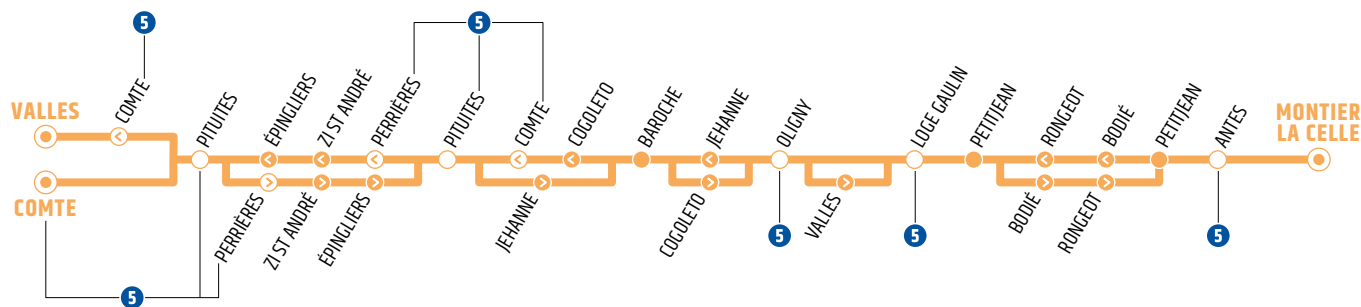 5
5
VALLES
COMTE
PITUITES
ÉPINGLIERS
ZI ST ANDRÉ
PERRIÈRES
PITUITES
COMTE
COGOLETO
BAROCHE
JEHANNE
OLIGNY
LOGE GAULIN
PETITJEAN
RONGEOT
BODIÉ
PETITJEAN
ANTES
MONTIER
LA CELLE
COMTE
PERRIÈRES
ZI ST ANDRÉ
ÉPINGLIERS
JEHANNE
COGOLETO
VALLES
BODIÉ
RONGEOT
5
5
5
5